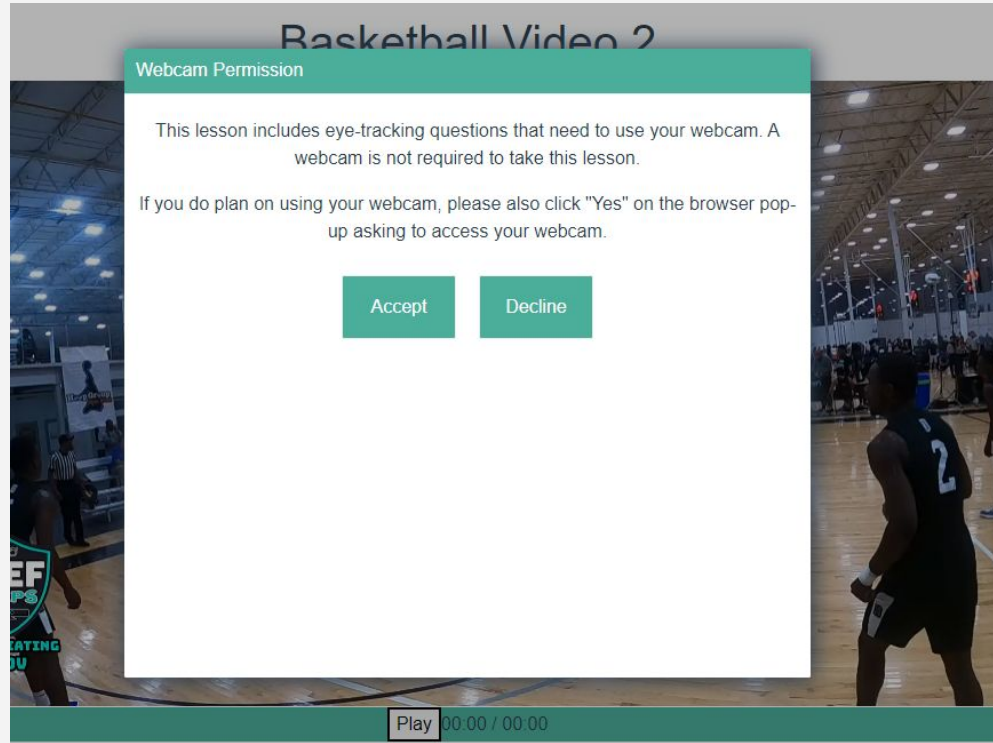 Basketball Video 2
Webcam Permission
This lesson includes eye-tracking questions that need to use your webcam. A
webcam is not required to take this lesson.
If you do plan on using your webcam, please also click "Yes" on the browser pop-
up asking to access your webcam.
Accept
Decline
2
EF
PS
EATING
OU
Play 00:00 / 00:00